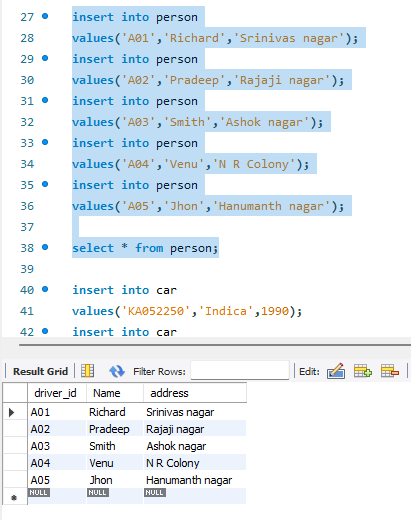 27 insert into person
28 values('A01','Richard','Srinivas nagar');
29 insert into person
30 values('A02','Pradeep','Rajaji nagar');
31 insert into person
32 values('A03','Smith','Ashok nagar');
33 insert into person
34 values('A04','Venu','N R Colony');
35 insert into person
36 values('A05','Jhon','Hanumanth nagar');
37
38 select * from person;
39
40 insert into car
41 values('KA052250','Indica',1990);
42 insert into car
Result Grid Filter Rows: Edit:
driver_id Name address
A01 Richard Srinivas nagar
A02 Pradeep Rajaji nagar
A03 Smith Ashok nagar
A04 Venu N R Colony
A05 Jhon Hanumanth nagar
NULL NULL NULL